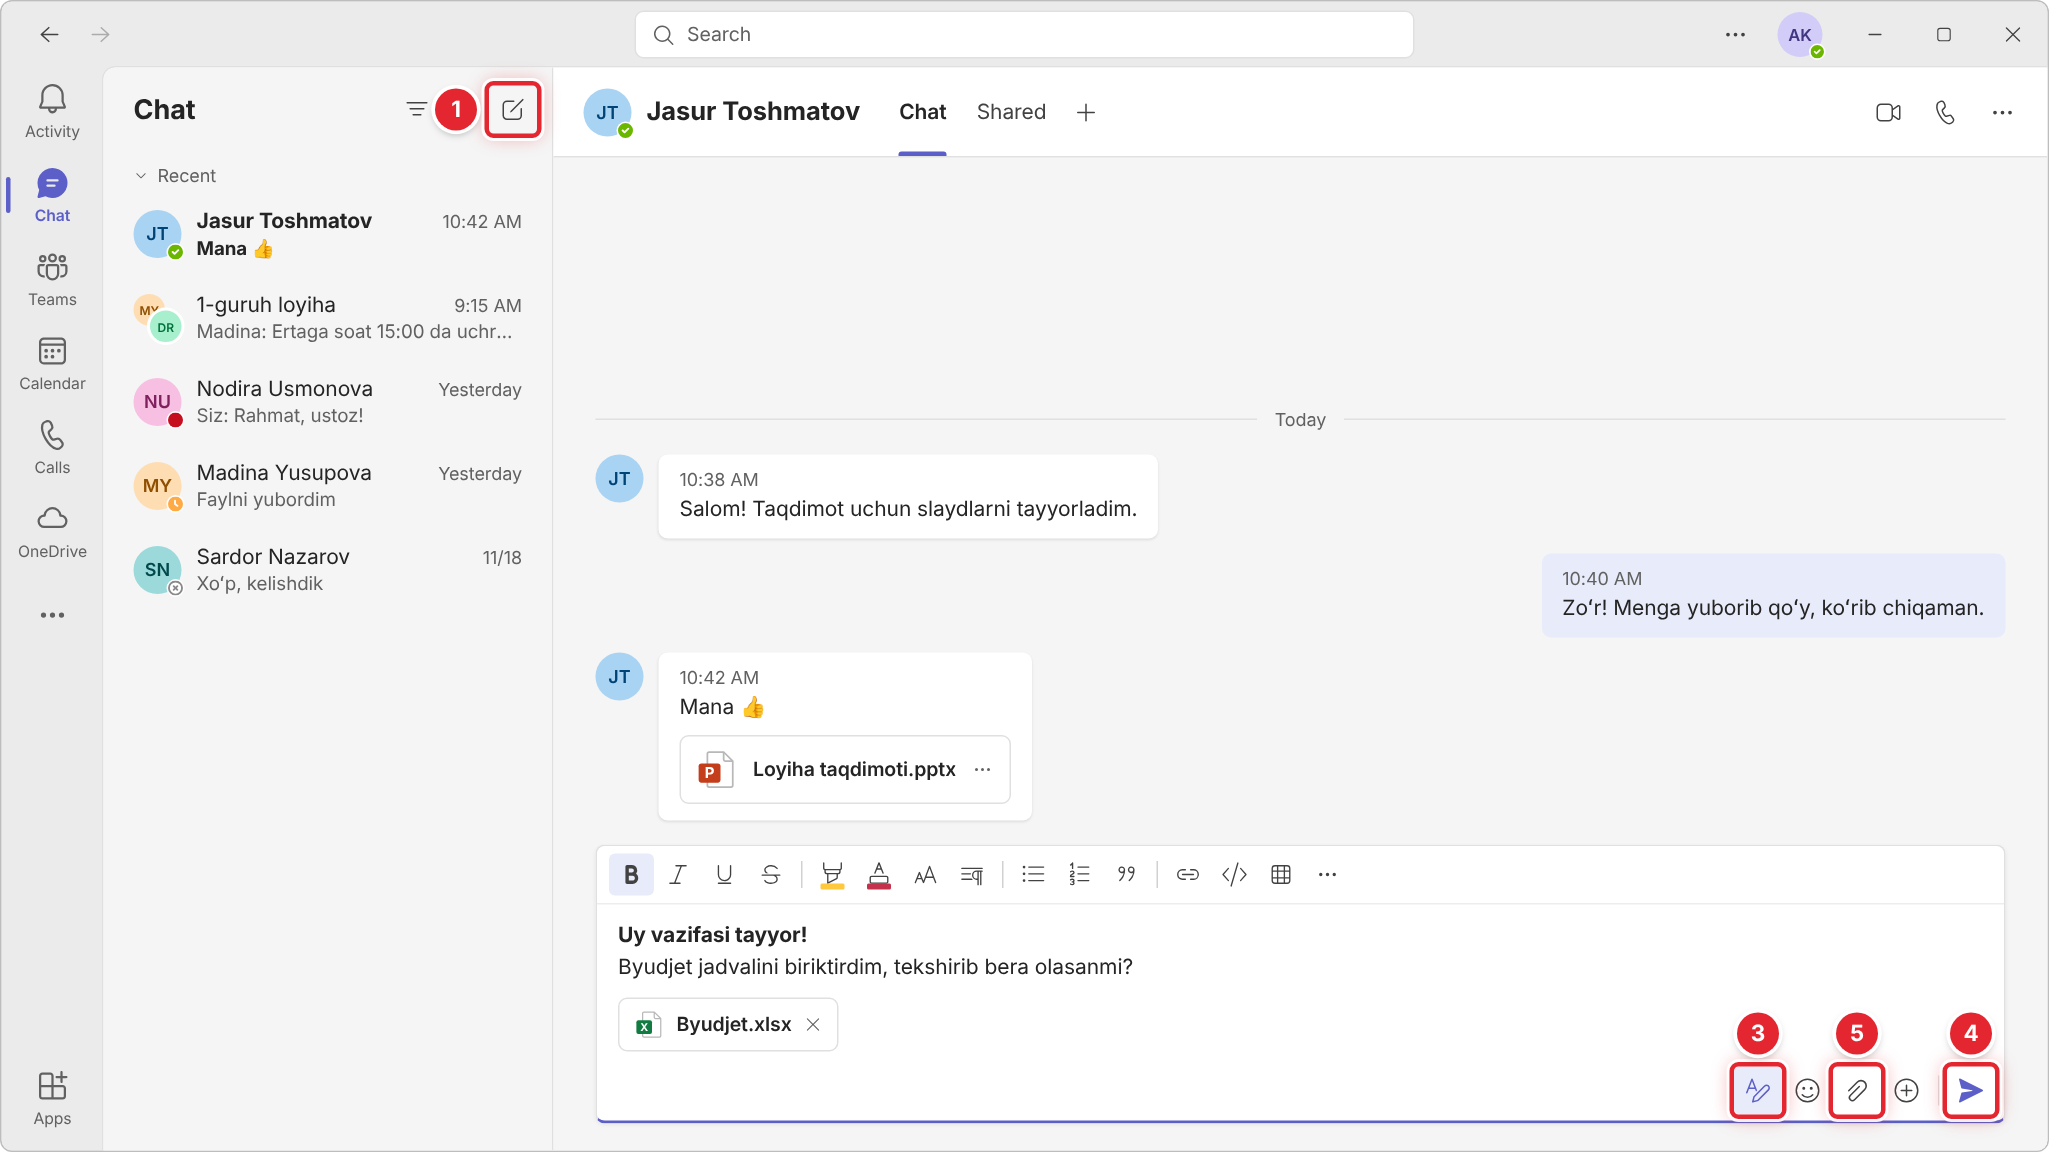 Search
AK
Activity
Chat
Teams
Calendar
Calls
OneDrive
Apps
Chat
1
Recent
JT
Jasur Toshmatov
10:42 AM
Mana 👍
MY
DR
1-guruh loyiha
9:15 AM
Madina: Ertaga soat 15:00 da uchr...
NU
Nodira Usmonova
Yesterday
Siz: Rahmat, ustoz!
MY
Madina Yusupova
Yesterday
Faylni yubordim
SN
Sardor Nazarov
11/18
Xoʻp, kelishdik
JT
Jasur Toshmatov
Chat
Shared
Today
JT
10:38 AM
Salom! Taqdimot uchun slaydlarni tayyorladim.
10:40 AM
Zoʻr! Menga yuborib qoʻy, koʻrib chiqaman.
JT
10:42 AM
Mana 👍
P
Loyiha taqdimoti.pptx
Uy vazifasi tayyor!
Byudjet jadvalini biriktirdim, tekshirib bera olasanmi?
X
Byudjet.xlsx
3
5
4